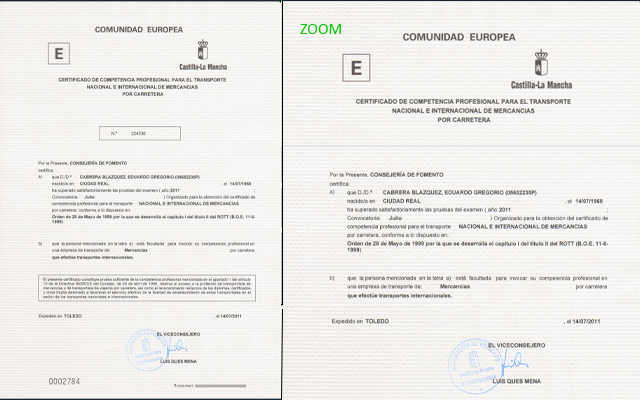 COMUNIDAD EUROPEA
E
Castilla-La Mancha
CERTIFICADO DE COMPETENCIA PROFESIONAL PARA EL TRANSPORTE
NACIONAL E INTERNACIONAL DE MERCANCIAS
POR CARRETERA
N.º 224336
Por la Presente, CONSEJERÍA DE FOMENTO
certifica:
a) que D./D.ª CABRERA BLAZQUEZ, EDUARDO GREGORIO (05652235P)
nacido/a en CIUDAD REAL , el 14/07/1968
ha superado satisfactoriamente las pruebas del examen ( año 2011 ;
Convocatoria: Julio ) Organizado para la obtención del certificado de
competencia profesional para el transporte NACIONAL E INTERNACIONAL DE MERCANCIAS
por carretera, conforme a lo dispuesto en:
Orden de 28 de Mayo de 1999 por la que se desarrolla el capítulo I del título II del ROTT (B.O.E. 11-6-
1999)
b) que la persona mencionada en la letra a) está facultada para invocar su competencia profesional en
una empresa de transporte de: Mercancías por carretera
que efectúe transportes internacionales.
El presente certificado constituye prueba suficiente de la competencia profesional mencionada en el apartado 1 del artículo
Expedido en TOLEDO , el 14/07/2011
EL VICECONSEJERO
LUIS QUES MENA
0002784
ZOOM
COMUNIDAD EUROPEA
E
Castilla-La Mancha
CERTIFICADO DE COMPETENCIA PROFESIONAL PARA EL TRANSPORTE
NACIONAL E INTERNACIONAL DE MERCANCIAS
POR CARRETERA
Por la Presente, CONSEJERÍA DE FOMENTO
certifica:
a) que D./D.ª CABRERA BLAZQUEZ, EDUARDO GREGORIO (05652235P)
nacido/a en CIUDAD REAL , el 14/07/1968
ha superado satisfactoriamente las pruebas del examen ( año: 2011 ;
Convocatoria: Julio ) Organizado para la obtención del certificado de
competencia profesional para el transporte NACIONAL E INTERNACIONAL DE MERCANCIAS
por carretera, conforme a lo dispuesto en:
Orden de 28 de Mayo de 1999 por la que se desarrolla el capítulo I del título II del ROTT (B.O.E. 11-6-
1999)
b) que la persona mencionada en la letra a) está facultada para invocar su competencia profesional en
una empresa de transporte de: Mercancías por carretera
que efectúe transportes internacionales.
Expedido en TOLEDO , el 14/07/2011
EL VICECONSEJERO
LUIS QUES MENA